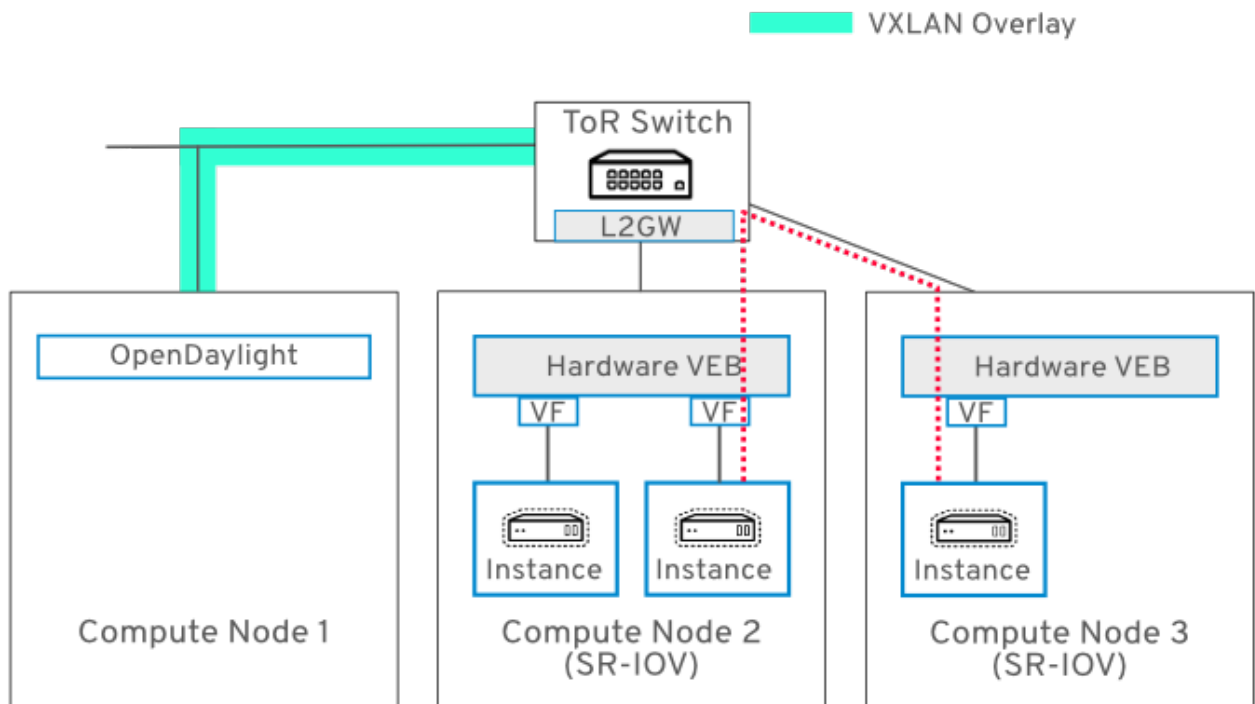 VXLAN Overlay
ToR Switch
L2GW
OpenDaylight
Compute Node 1
Hardware VEB
VF
VF
Instance
Instance
Compute Node 2
(SR-IOV)
Hardware VEB
VF
Instance
Compute Node 3
(SR-IOV)